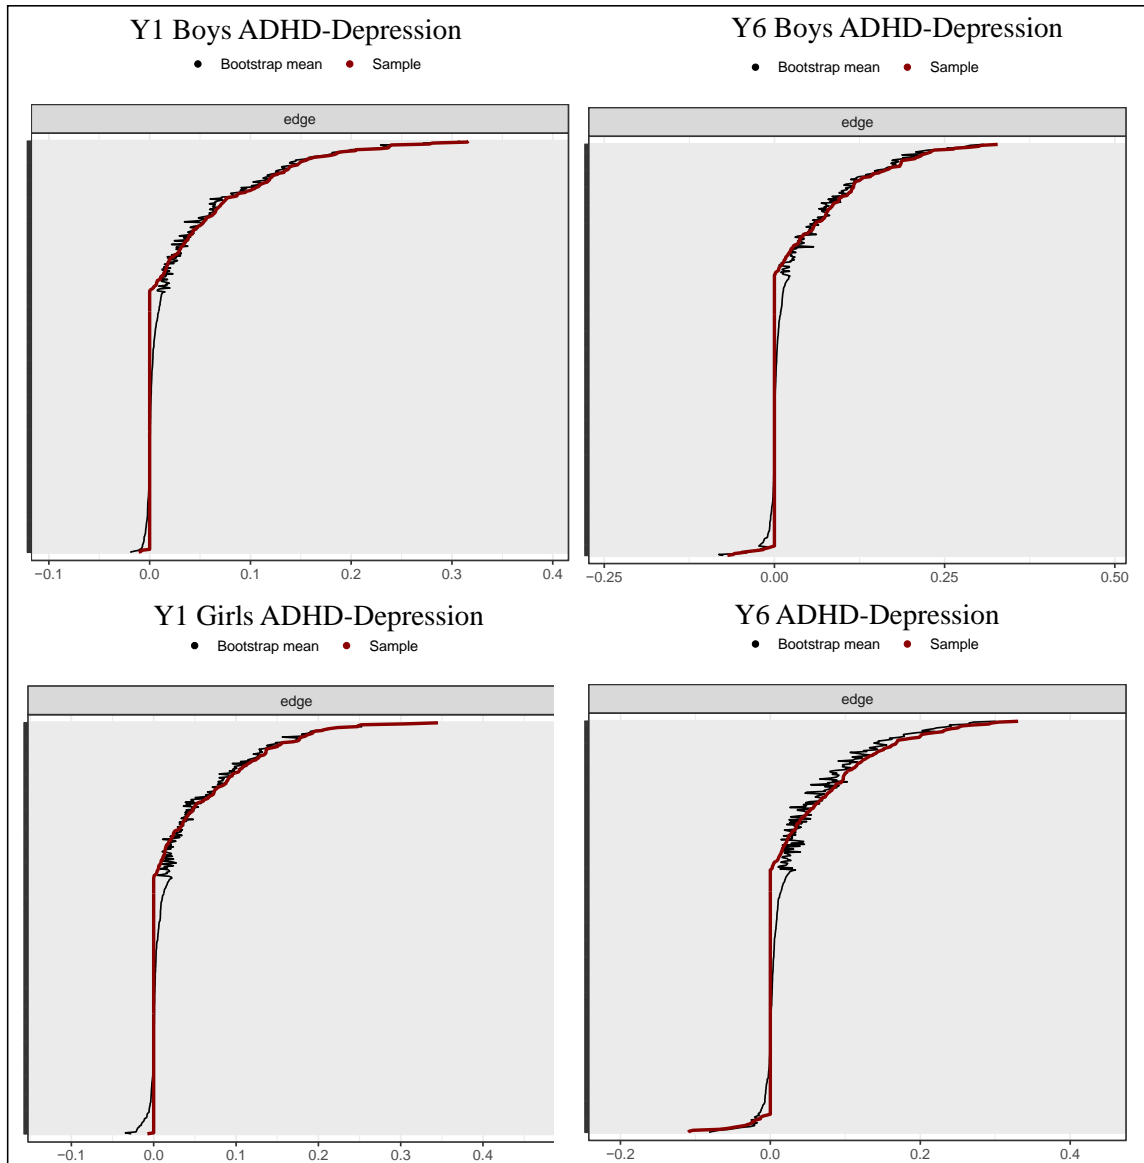 Y1 Boys ADHD-Depression
Bootstrap mean Sample
edge
−0.1 0.0 0.1 0.2 0.3 0.4
Y6 Boys ADHD-Depression
Bootstrap mean Sample
edge
−0.25 0.00 0.25 0.50
Y1 Girls ADHD-Depression
Bootstrap mean Sample
edge
−0.1 0.0 0.1 0.2 0.3 0.4
Y6 ADHD-Depression
Bootstrap mean Sample
edge
−0.2 0.0 0.2 0.4